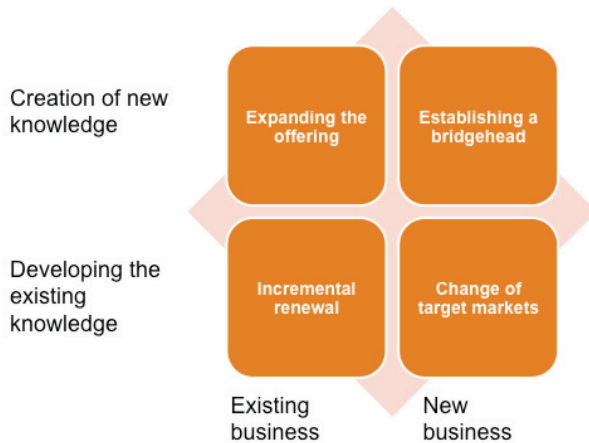 Creation of new
knowledge
Expanding the
offering
Establishing a
bridgehead
Developing the
existing
knowledge
Incremental
renewal
Change of
target markets
Existing
business
New
business